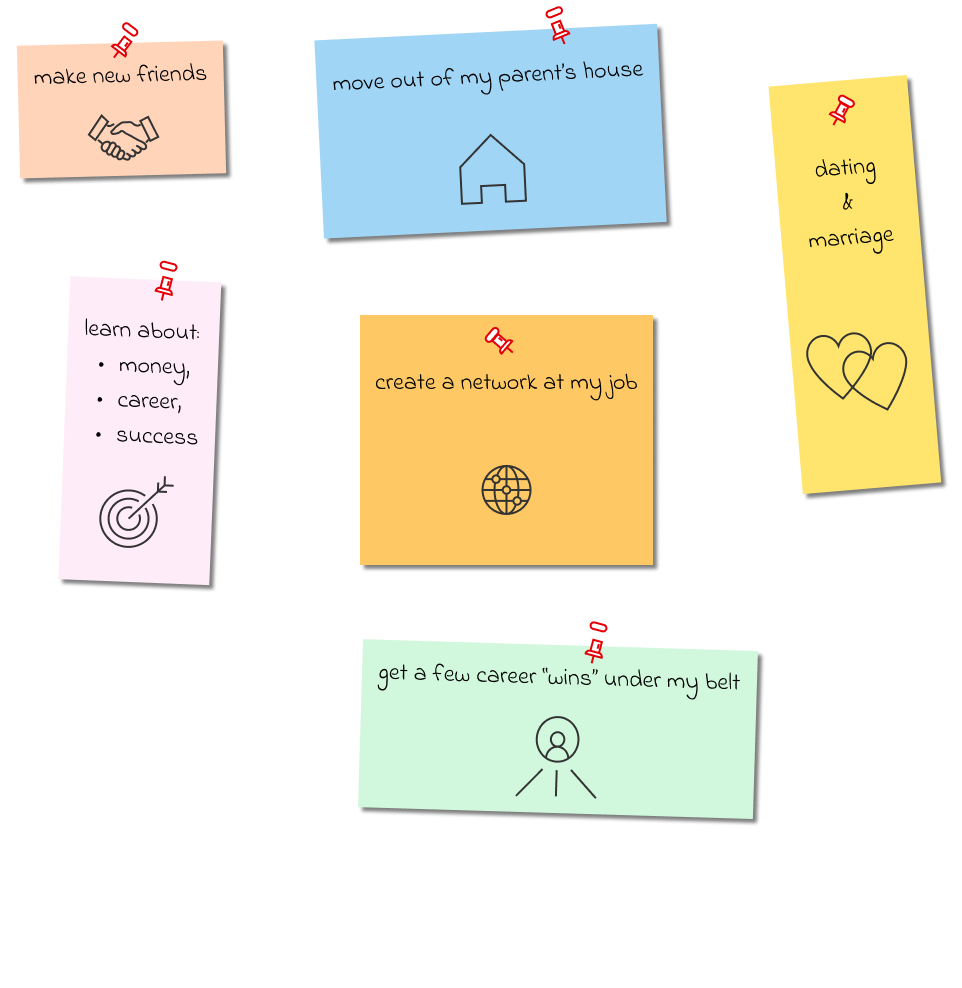 make new friends
move out of my parent's house
dating
&
marriage
learn about:
• money,
• career,
• success
create a network at my job
get a few career "wins" under my belt